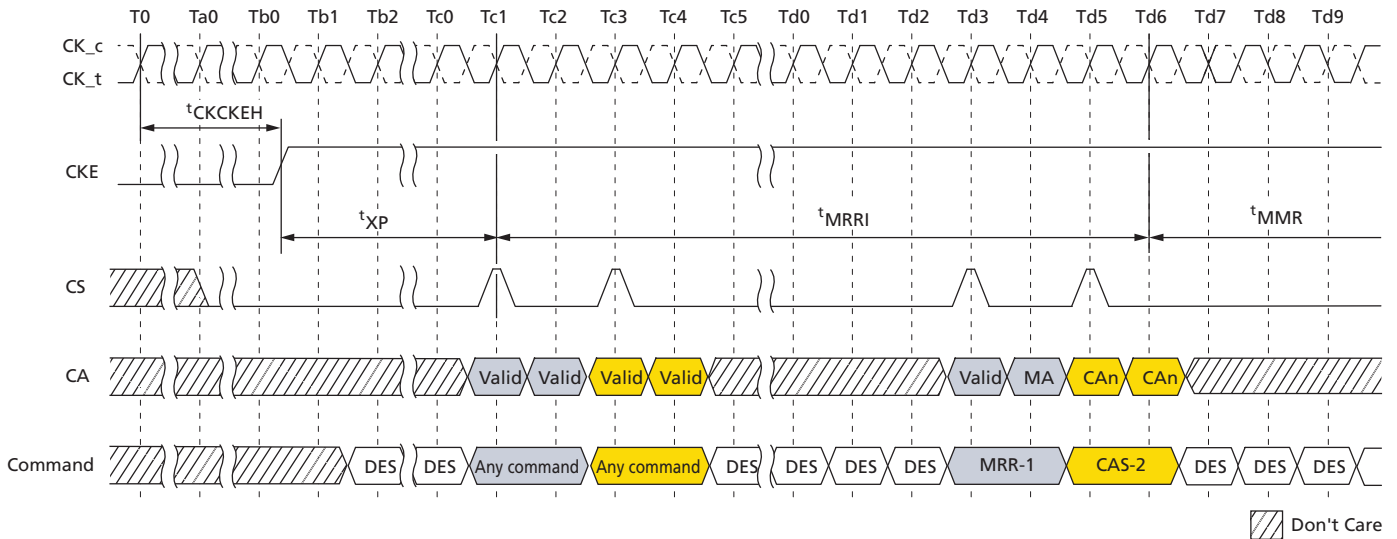 T0 Ta0 Tb0 Tb1 Tb2 Tc0 Tc1 Tc2 Tc3 Tc4 Tc5 Td0 Td1 Td2 Td3 Td4 Td5 Td6 Td7 Td8 Td9
CK_c
CK_t
tCKCKEH
CKE
tXP tMRRI tMMR
CS
CA Valid Valid Valid Valid Valid MA CAn CAn
Command DES DES Any command Any command DES DES DES DES MRR-1 CAS-2 DES DES DES
Don't Care